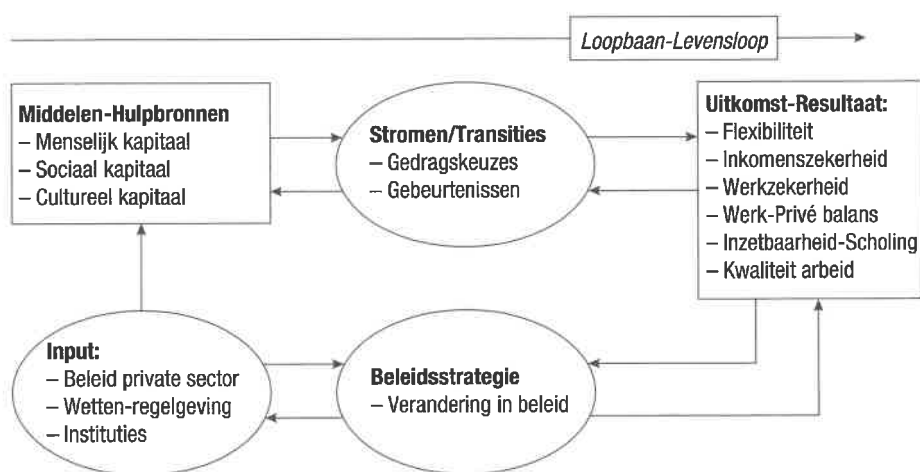 Loopbaan-Levensloop
Middelen-Hulpbronnen
– Menselijk kapitaal
– Sociaal kapitaal
– Cultureel kapitaal
Stromen/Transities
– Gedragskeuzes
– Gebeurtenissen
Uitkomst-Resultaat:
– Flexibiliteit
– Inkomenszekerheid
– Werkzekerheid
– Werk-Privé balans
– Inzetbaarheid-Scholing
– Kwaliteit arbeid
Input:
– Beleid private sector
– Wetten-regelgeving
– Instituties
Beleidsstrategie
– Verandering in beleid